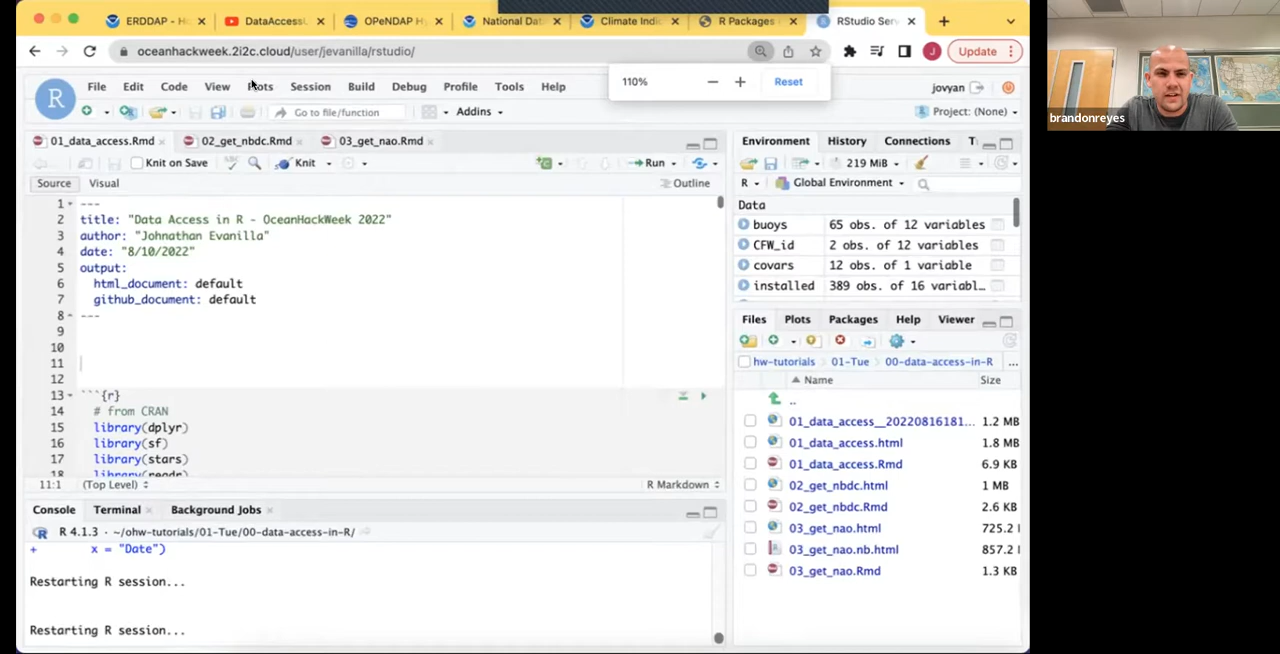 ERDDAP - Ho
DataAccess
OPeNDAP Hy
National Data
Climate Indic
R Packages
RStudio Serv
oceanhackweek.2i2c.cloud/user/jevanilla/rstudio/
J
Update
110%
Reset
R
File Edit Code View Plots Session Build Debug Profile Tools Help
jovyan
Go to file/function
Addins
Project: (None)
01_data_access.Rmd
02_get_nbdc.Rmd
03_get_nao.Rmd
Knit on Save
Knit
Run
Source
Visual
Outline
1 ---
2 title: "Data Access in R - OceanHackWeek 2022"
3 author: "Johnathan Evanilla"
4 date: "8/10/2022"
5 output:
6 html_document: default
7 github_document: default
8 ---
9
10
11
12
13 ```{r}
14 # from CRAN
15 library(dplyr)
16 library(sf)
17 library(stars)
18 library(readr)
11:1
(Top Level)
R Markdown
Console
Terminal
Background Jobs
R 4.1.3 · ~/ohw-tutorials/01-Tue/00-data-access-in-R/
+ x = "Date")
Restarting R session...
Restarting R session...
Environment History Connections T
219 MiB
R
Global Environment
Data
buoys 65 obs. of 12 variables
CFW_id 2 obs. of 12 variables
covars 12 obs. of 1 variable
installed 389 obs. of 16 variabl…
Files Plots Packages Help Viewer
hw-tutorials 01-Tue 00-data-access-in-R ...
Name Size
..
01_data_access__20220816181... 1.2 MB
01_data_access.html 1.8 MB
01_data_access.Rmd 6.9 KB
02_get_nbdc.html 1 MB
02_get_nbdc.Rmd 2.6 KB
03_get_nao.html 725.2
03_get_nao.nb.html 857.2
03_get_nao.Rmd 1.3 KB
brandonreyes